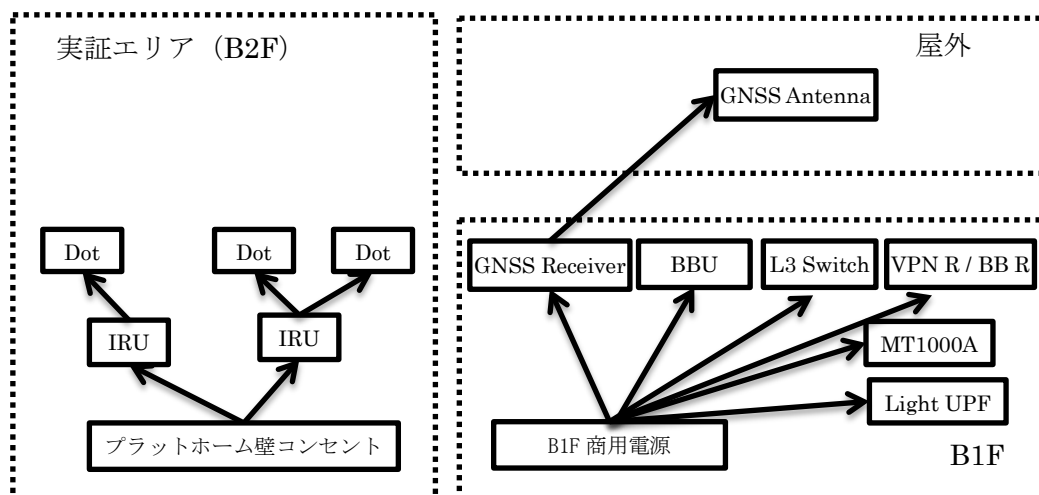 実証エリア（B2F）
Dot
Dot
Dot
IRU
IRU
プラットホーム壁コンセント
屋外
GNSS Antenna
GNSS Receiver
BBU
L3 Switch
VPN R / BB R
MT1000A
Light UPF
B1F 商用電源
B1F